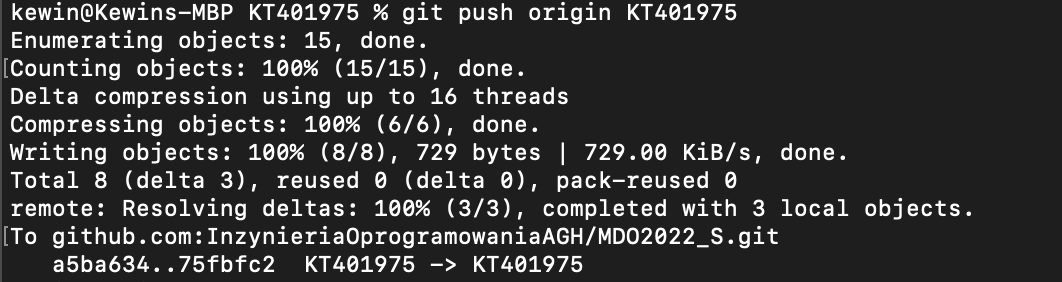 kewin@Kewins-MBP KT401975 % git push origin KT401975
Enumerating objects: 15, done.
[Counting objects: 100% (15/15), done.
Delta compression using up to 16 threads
Compressing objects: 100% (6/6), done.
Writing objects: 100% (8/8), 729 bytes | 729.00 KiB/s, done.
Total 8 (delta 3), reused 0 (delta 0), pack-reused 0
remote: Resolving deltas: 100% (3/3), completed with 3 local objects.
[To github.com:InzynieriaOprogramowaniaAGH/MDO2022_S.git
   a5ba634..75fbfc2  KT401975 -> KT401975